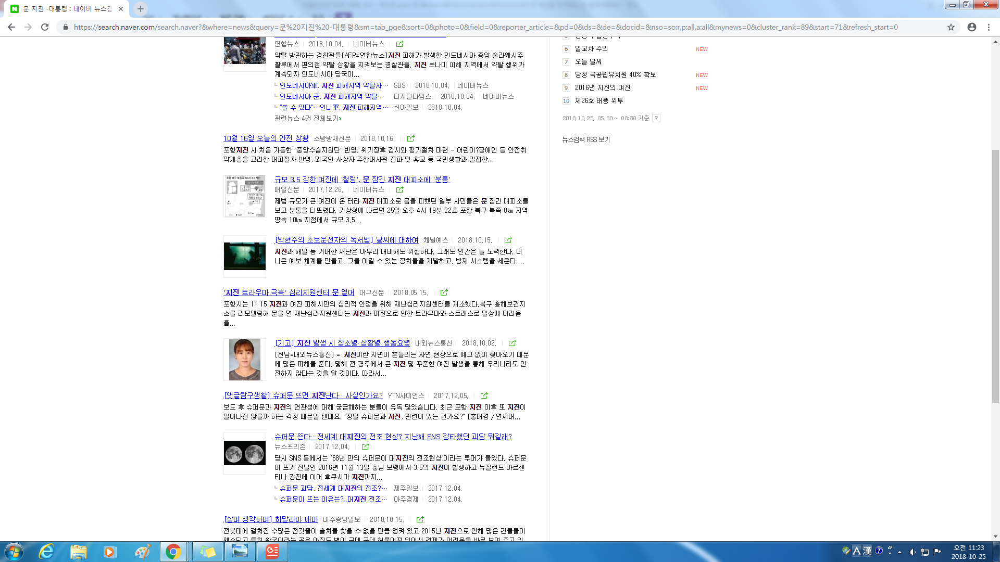 문 지진 -대통령 : 네이버 뉴스검
https://search.naver.com/search.naver?&where=news&query=문%20지진%20-대통령&sm=tab_pge&sort=0&photo=0&field=0&reporter_article=&pd=0&ds=&de=&docid=&nso=so:r,p:all,a:all&mynews=0&cluster_rank=89&start=71&refresh_start=0
연합뉴스 2018.10.04. 네이버뉴스
약탈 방관하는 경찰관들[AFP=연합뉴스]지진 피해가 발생한 인도네시아 중앙 술라웨시주
팔루에서 편의점 약탈 상황을 지켜보는 경찰관들. 지진 쓰나미 피해 지역에서 약탈 행위가
계속되자 인도네시아 당국이...
인도네시아軍, 지진 피해지역 약탈자… SBS 2018.10.04. 네이버뉴스
인도네시아 군, 지진 피해지역 약탈… 디지털타임스 2018.10.04. 네이버뉴스
"쏠 수 있다"…인니軍, 지진 피해지역… 신아일보 2018.10.04.
관련뉴스 4건 전체보기
10월 16일 오늘의 안전 상황 소방방재신문 2018.10.16.
포항지진 시 처음 가동한 '중앙수습지원단' 반영, 위기징후 감시와 평가절차 마련 - 어린이?장애인 등 안전취
약계층을 고려한 대피절차 반영, 외국인 사상자 주한대사관 전파 및 휴교 등 국민생활과 밀접한...
규모 3.5 강한 여진에 '철렁', 문 잠긴 지진 대피소에 '분통'
매일신문 2017.12.26. 네이버뉴스
제법 규모가 큰 여진이 온 터라 지진 대피소로 몸을 피했던 일부 시민들은 문 잠긴 대피소를
보고 분통을 터뜨렸다. 기상청에 따르면 25일 오후 4시 19분 22초 포항 북구 북쪽 8㎞ 지역
땅속 10㎞ 지점에서 규모 3.5...
[박현주의 초보운전자의 독서법] 날씨에 대하며 채널예스 2018.10.15.
지진과 해일 등 거대한 재난은 아무리 대비해도 위험하다. 그래도 인간은 늘 노력한다. 더
나은 예보 체계를 만들고, 그를 이길 수 있는 장치들을 개발하고, 방재 시스템을 세운다....
'지진 트라우마 극복' 심리지원센터 문 열어 대구신문 2018.05.15.
포항시는 11·15 지진과 여진 피해시민의 심리적 안정을 위해 재난심리지원센터를 개소했다.북구 흥해보건지
소를 리모델링해 문을 연 재난심리지원센터는 지진과 여진으로 인한 트라우마와 스트레스로 일상에 어려움
을...
[기고] 지진 발생 시 장소별·상황별 행동요령 내외뉴스통신 2018.10.02.
[전남=내외뉴스통신] = 지진이란 지면이 흔들리는 자연 현상으로 예고 없이 찾아오기 때문
에 많은 피해를 준다. 몇해 전 경주에서 큰 지진 및 꾸준한 여진 발생을 통해 우리나라도 안
전하지 않다는 것을 알 것이다. 따라서...
[댓글탐구생활] 슈퍼문 뜨면 지진난다…사실인가요? YTN사이언스 2017.12.05.
보도 후 슈퍼문과 지진의 연관성에 대해 궁금해하는 분들이 유독 많았습니다. 최근 포항 지진 이후 또 지진이
일어나진 않을까 하는 걱정 때문일 텐데요. "정말 슈퍼문과 지진, 관련이 있는 건가요?" [홍태경 / 연세대...
슈퍼문 뜬다…전세계 대지진의 전조 현상? 지난해 SNS 강타했던 괴담 뭐길래?
뉴스프리존 2017.12.04.
당시 SNS 등에서는 '68년 만의 슈퍼문이 대지진의 전조현상'이라는 루머가 돌았다. 슈퍼문
이 뜨기 전날인 2016년 11월 13일 충남 보령에서 3.5의 지진이 발생하고 뉴질랜드 아르헨
티나 강진에 이어 후쿠시마 지진까지...
슈퍼문 괴담, 전세계 대지진의 전조?… 제주일보 2017.12.04.
슈퍼문이 뜨는 이유는?..대지진 전조… 아주경제 2017.12.04.
[살며 생각하며] 히말라야 애마 미주중앙일보 2018.10.15.
전봇대에 걸쳐진 수많은 전깃줄이 출처를 찾을 수 없을 만큼 엉켜 있고 2015년 지진으로 인해 많은 건물들이
6 일교차 주의 NEW
7 오늘 날씨
8 당정 국공립유치원 40% 확보 NEW
9 2016년 지진의 여진 NEW
10 제26호 태풍 위투
2018.10.25. 05:30 ~ 08:30 기준 ?
뉴스검색 RSS 보기
A 漢
오전 11:23
2018-10-25